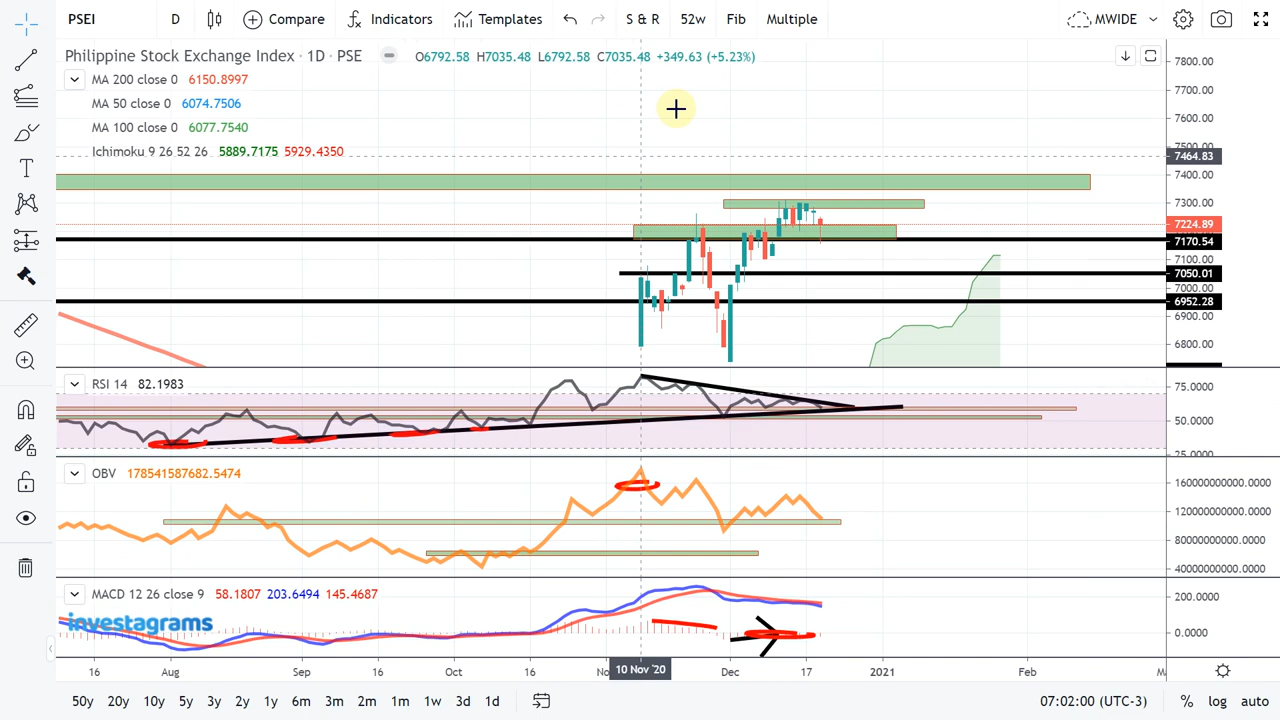 PSEI D Compare Indicators Templates S & R 52w Fib Multiple MWIDE
Philippine Stock Exchange Index · 1D · PSE O6792.58 H7035.48 L6792.58 C7035.48 +349.63 (+5.23%)
MA 200 close 0 6150.8997
MA 50 close 0 6074.7506
MA 100 close 0 6077.7540
Ichimoku 9 26 52 26 5889.7175 5929.4350
7800.00
7700.00
7600.00
7500.00
7464.83
7400.00
7300.00
7224.89
7170.54
7100.00
7050.01
7000.00
6952.28
6900.00
6800.00
RSI 14 82.1983
75.0000
50.0000
25.0000
OBV 178541587682.5474
160000000000.0000
120000000000.0000
80000000000.0000
40000000000.0000
MACD 12 26 close 9 58.1807 203.6494 145.4687
200.0000
0.0000
investagrams
16 Aug Sep 16 Oct 16 No 10 Nov '20 Dec 17 2021 Feb M
50y 20y 10y 5y 3y 2y 1y 6m 3m 2m 1m 1w 3d 1d 07:02:00 (UTC-3) % log auto